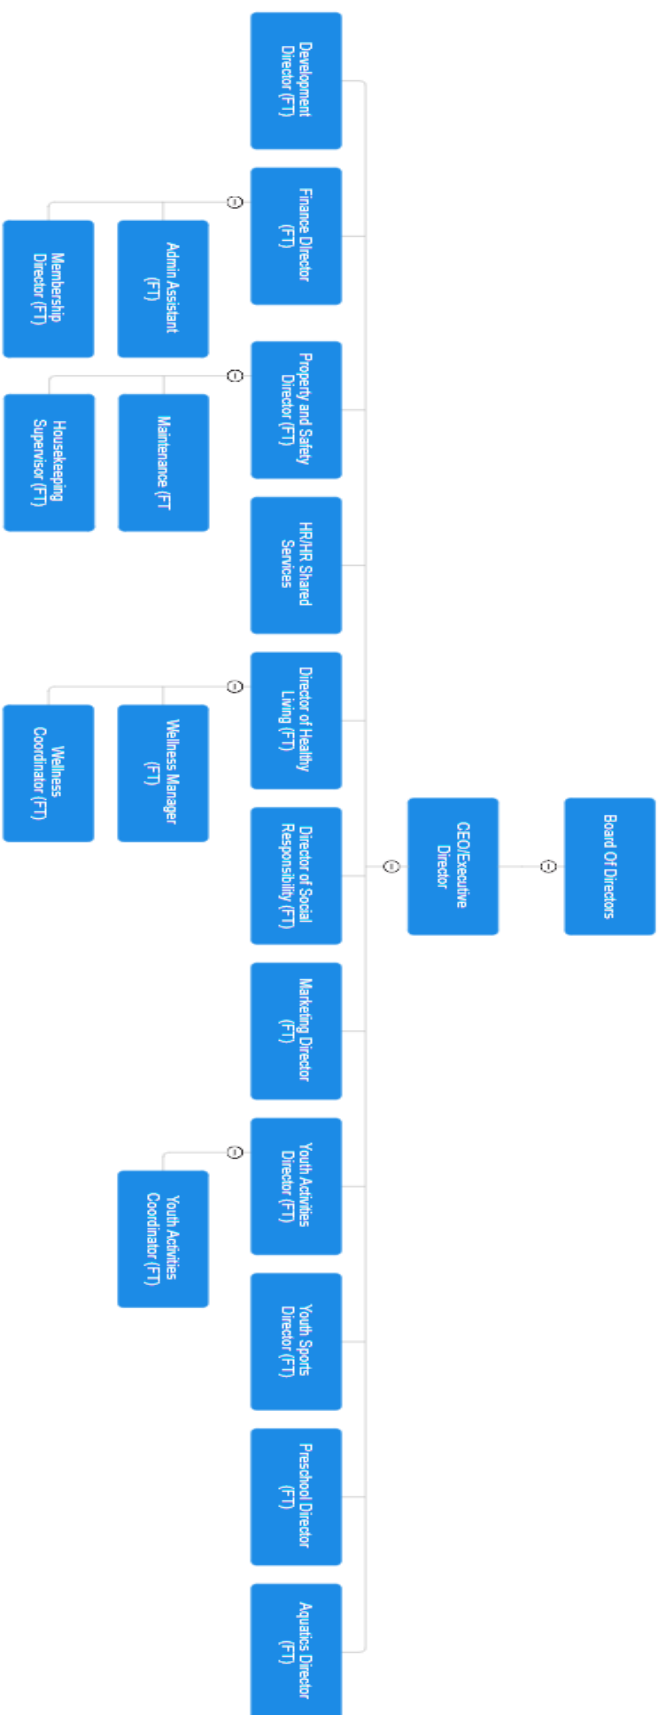 Board Of Directors
CEO/Executive
Director
Development
Director (FT)
Finance DIrector
(FT)
Property and Safety
Director (FT)
HR/HR Shared
Services
Director of Healthy
Living (FT)
Director of Social
Responsibility (FT)
Marketing Director
(FT)
Youth Activities
Director (FT)
Youth Sports
Director (FT)
Preschool Director
(FT)
Aquatics Director
(FT)
Admin Assistant
(FT)
Maintenance (FT
Wellness Manager
(FT)
Youth Activities
Coordinator (FT)
Membership
Director (FT)
Housekeeping
Supervisor (FT)
Wellness
Coordinator (FT)